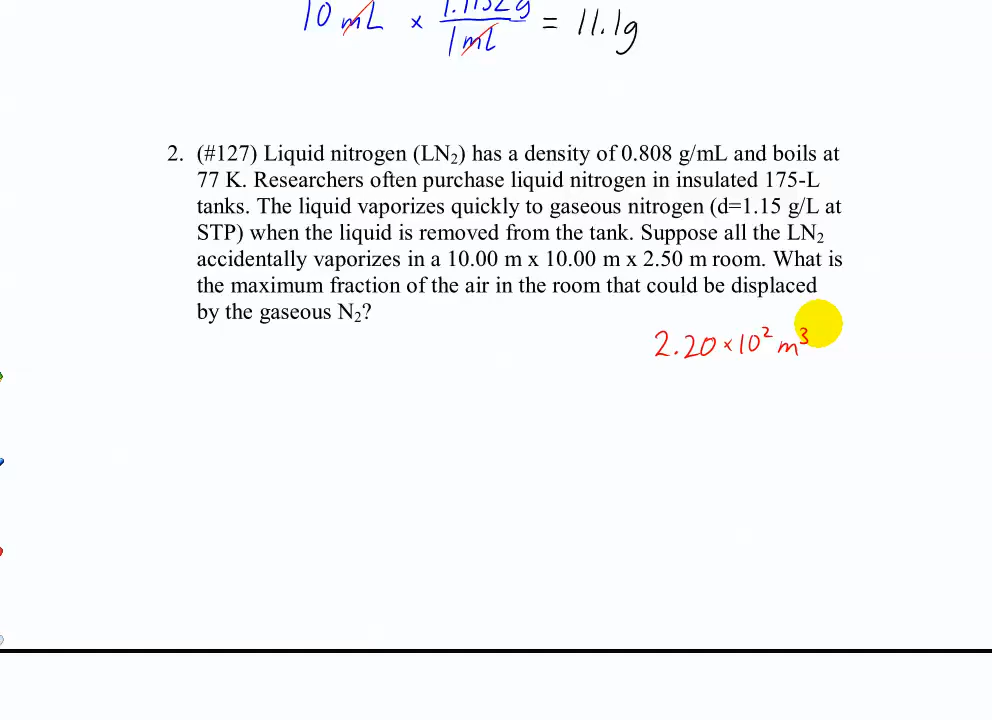 10 mL × 1.1132g = 11.1g
1 mL
2. (#127) Liquid nitrogen (LN₂) has a density of 0.808 g/mL and boils at
77 K. Researchers often purchase liquid nitrogen in insulated 175-L
tanks. The liquid vaporizes quickly to gaseous nitrogen (d=1.15 g/L at
STP) when the liquid is removed from the tank. Suppose all the LN₂
accidentally vaporizes in a 10.00 m x 10.00 m x 2.50 m room. What is
the maximum fraction of the air in the room that could be displaced
by the gaseous N₂?
2.20 × 10² m³